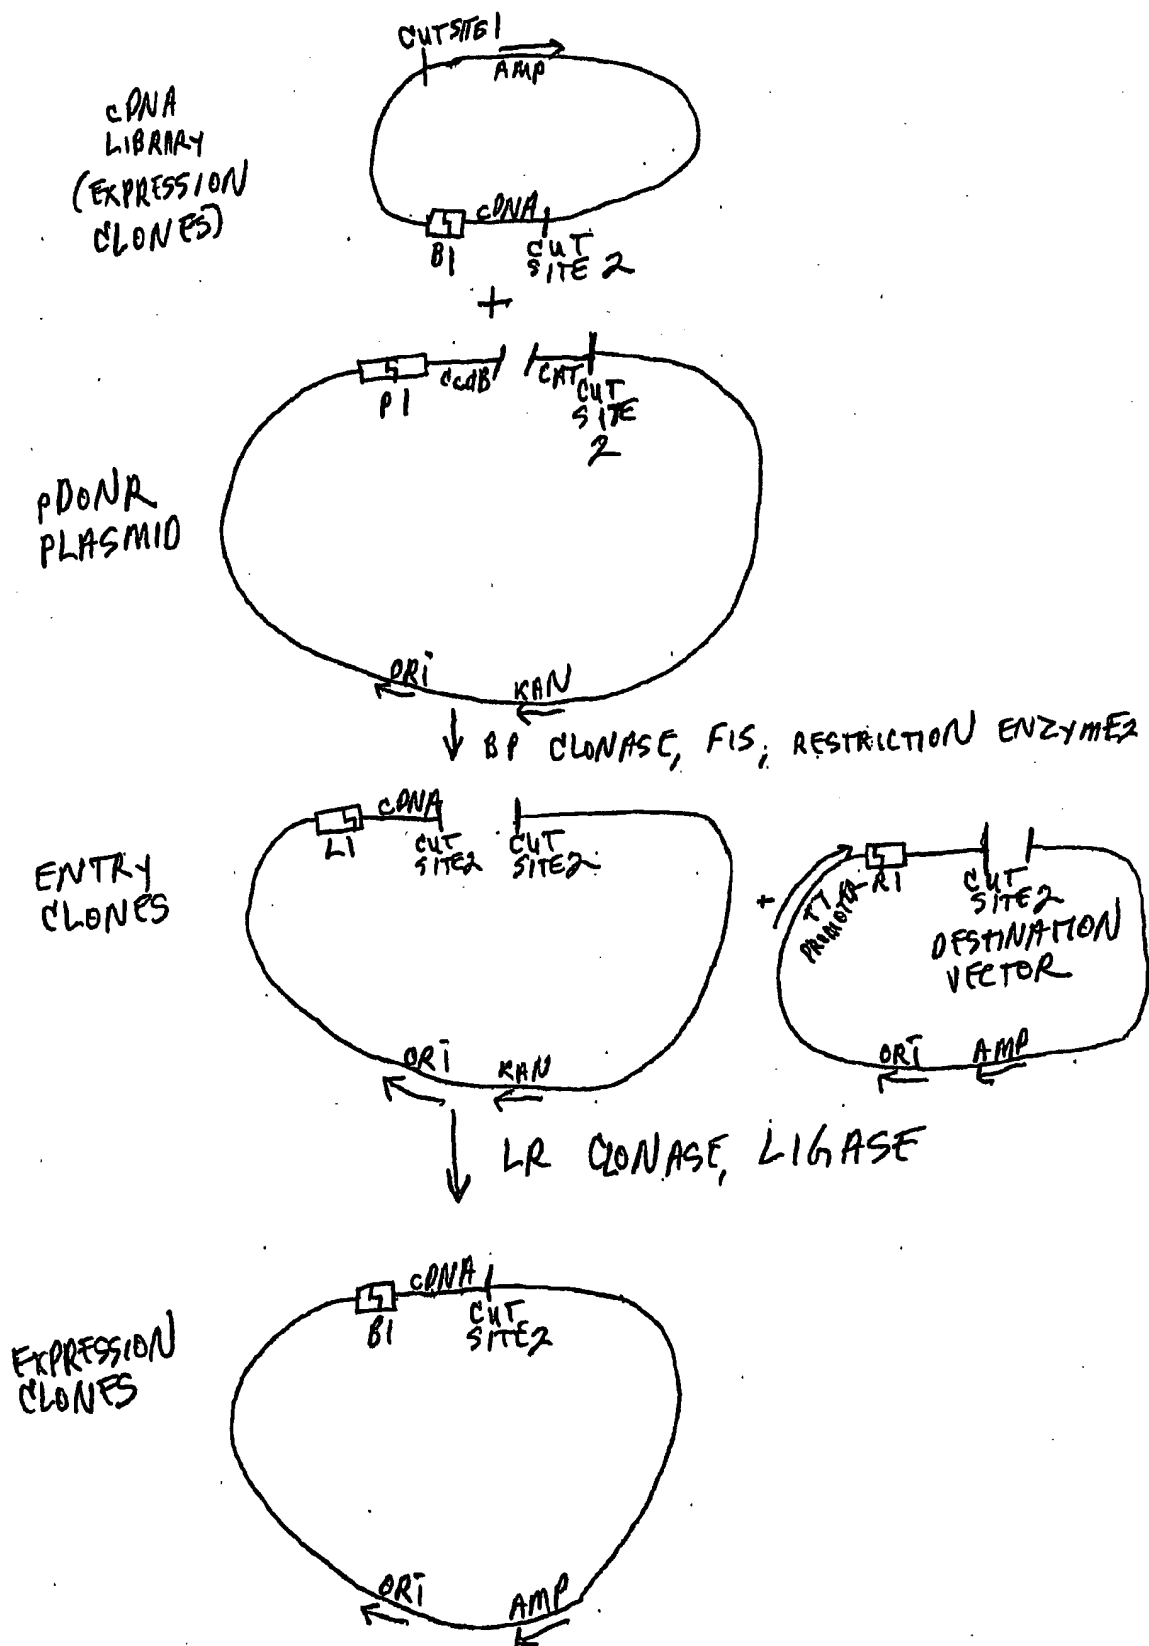 CUT SITE 1
AMP
cDNA
LIBRARY
(EXPRESSION
CLONES)
B1
cDNA
CUT
SITE 2
+
P1
CcdB
CAT
CUT
SITE
2
pDONR
PLASMID
ORI
KAN
BP CLONASE, FIS, RESTRICTION ENZYME2
ENTRY
CLONES
L1
cDNA
CUT
SITE2
CUT
SITE2
ORI
KAN
+
T7
PROMOTER
R1
CUT
SITE2
DESTINATION
VECTOR
ORI
AMP
LR CLONASE, LIGASE
EXPRESSION
CLONES
B1
cDNA
CUT
SITE2
ORI
AMP